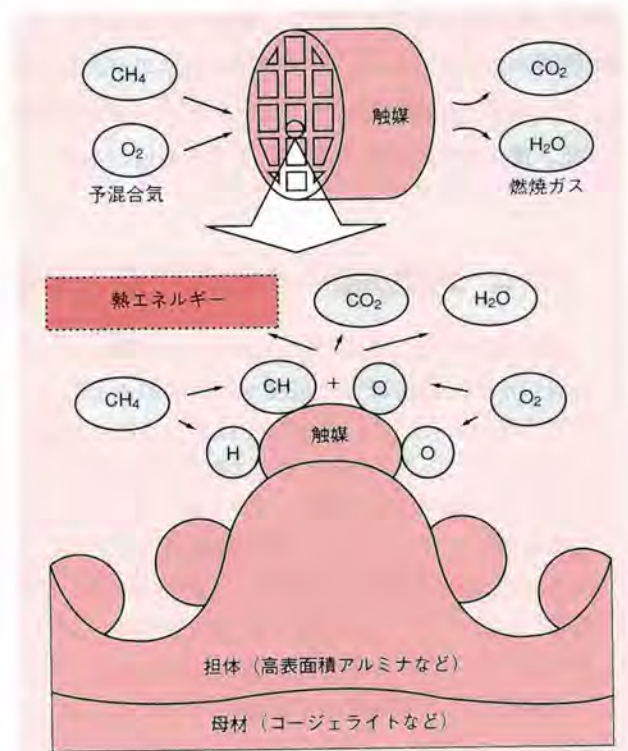 CH₄
O₂
予混合気
触媒
CO₂
H₂O
燃焼ガス
熱エネルギー
CO₂
H₂O
CH₄
CH
+
O
O₂
H
触媒
O
担体（高表面積アルミナなど）
母材（コージェライトなど）